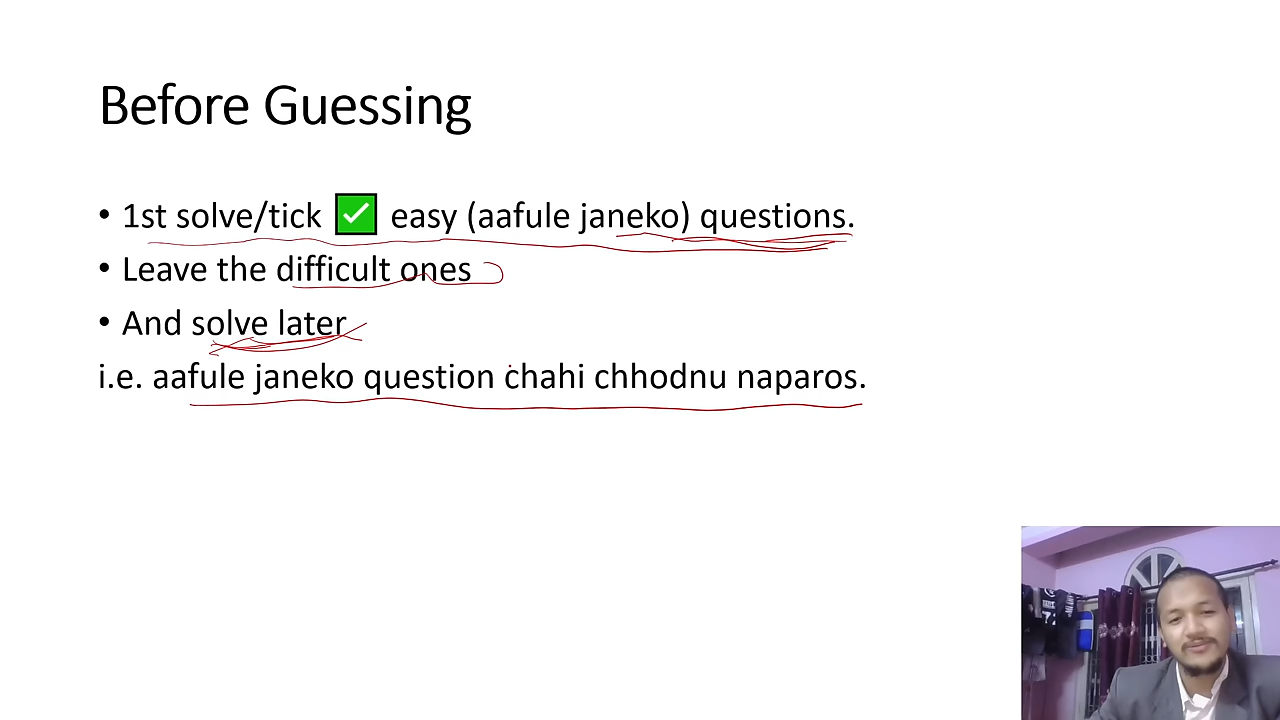 Before Guessing
• 1st solve/tick ✅ easy (aafule janeko) questions.
• Leave the difficult ones
• And solve later
i.e. aafule janeko question chahi chhodnu naparos.